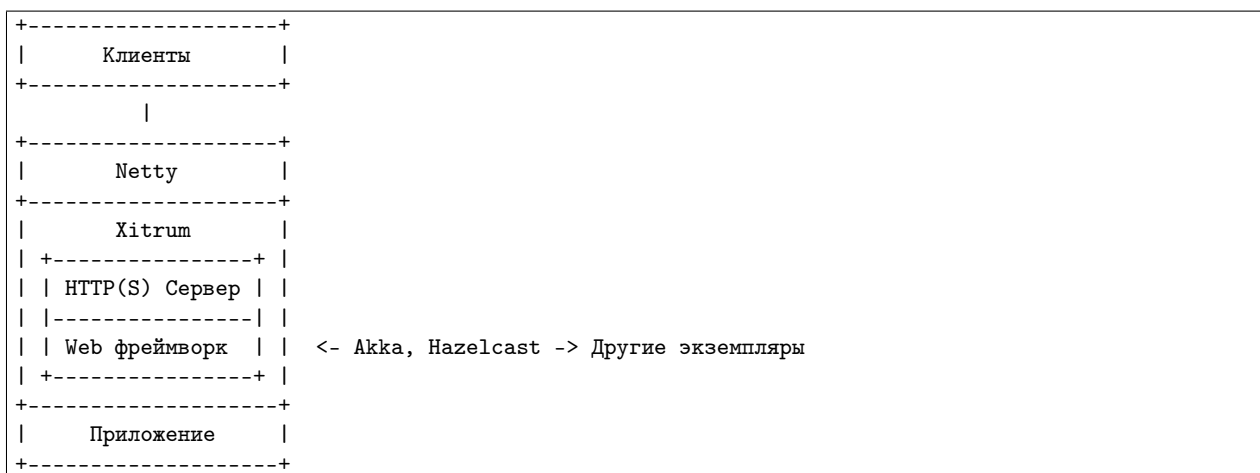 +--------------------+
|      Клиенты       |
+--------------------+
          |
+--------------------+
|       Netty        |
+--------------------+
|       Xitrum       |
| +----------------+ |
| | HTTP(S) Сервер | |
| |----------------| |
| | Web фреймворк  | |  <- Akka, Hazelcast -> Другие экземпляры
| +----------------+ |
+--------------------+
|     Приложение     |
+--------------------+